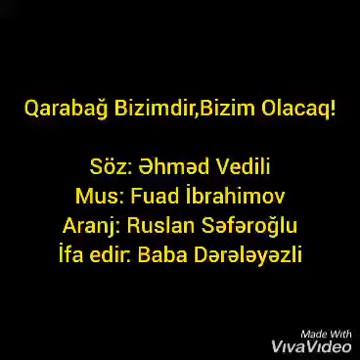 Qarabağ Bizimdir,Bizim Olacaq!
Söz: Əhməd Vedili
Mus: Fuad İbrahimov
Aranj: Ruslan Səfəroğlu
İfa edir: Baba Dərələyəzli
Made With
VivaVideo